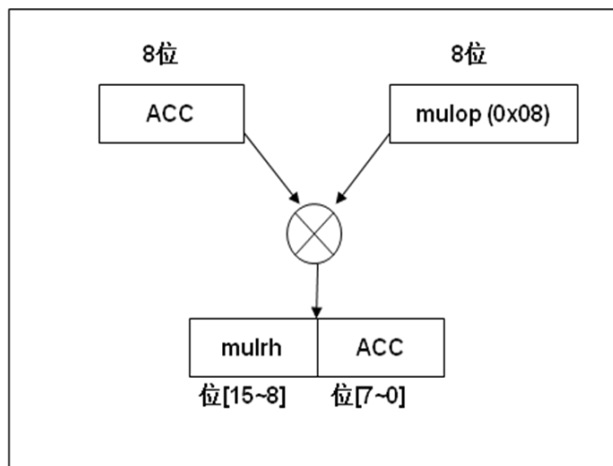 8位 8位
ACC mulop (0x08)
mulrh ACC
位[15~8] 位[7~0]